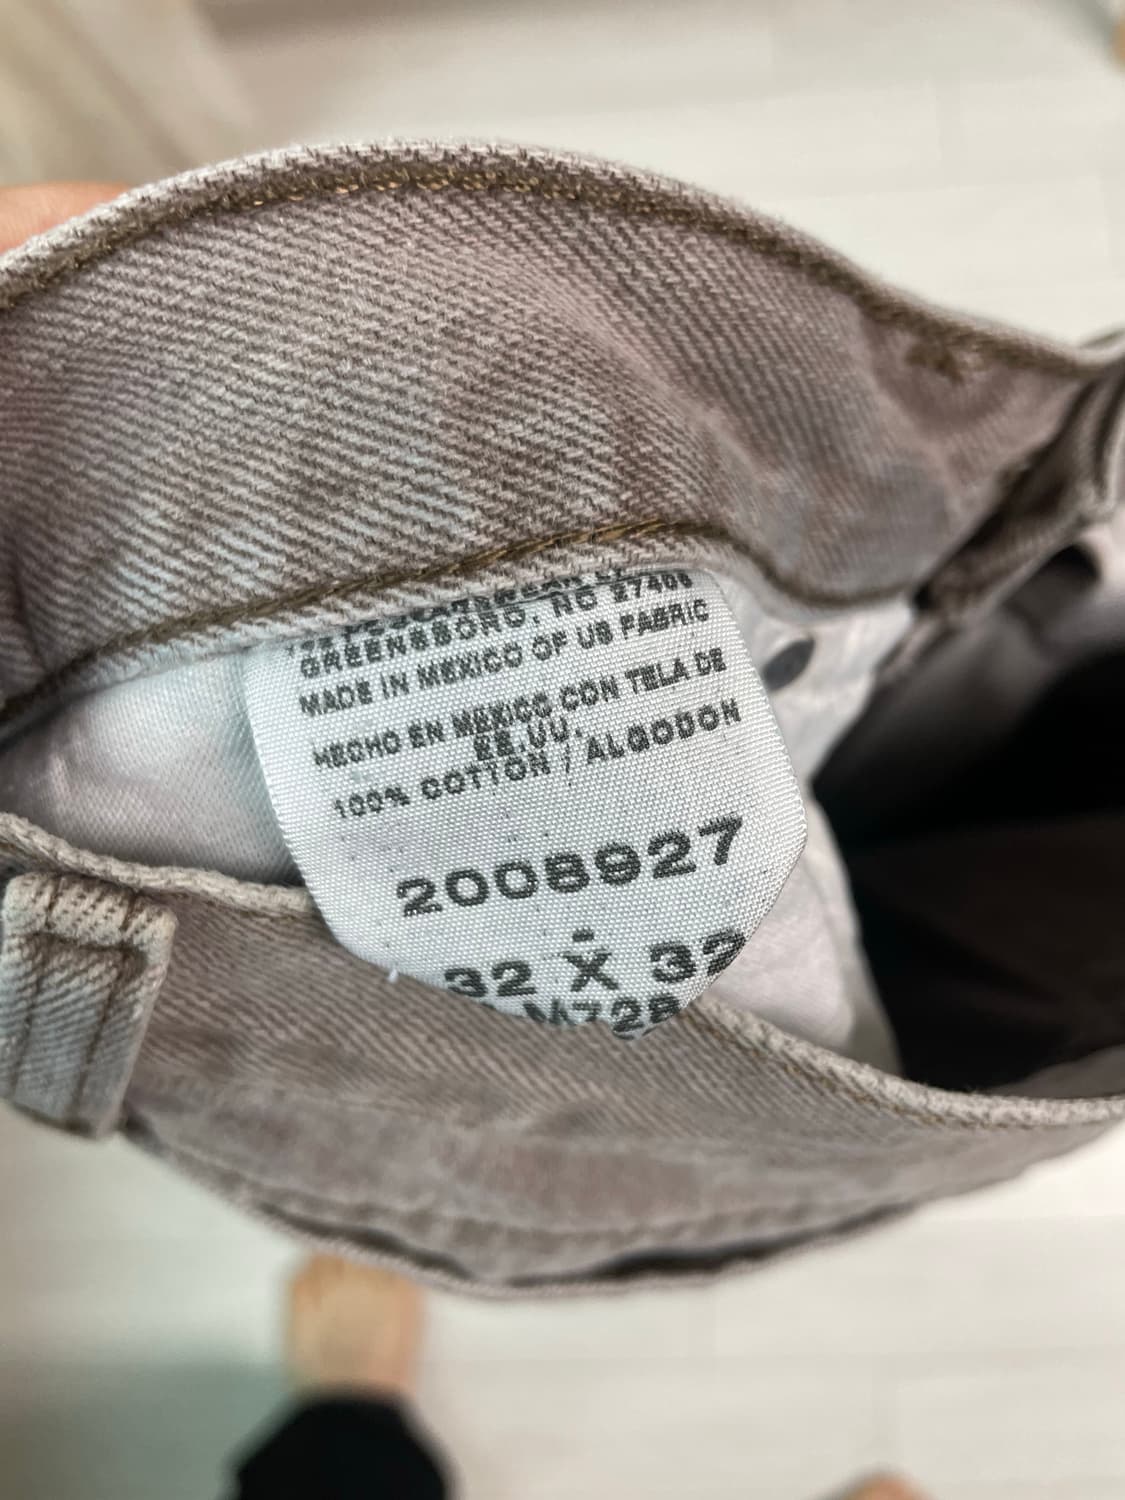 GREENSBORO, NC 27408
MADE IN MEXICO OF US FABRIC
HECHO EN MEXICO CON TELA DE
EE.UU.
100% COTTON / ALGODON
2008927
32 X 32